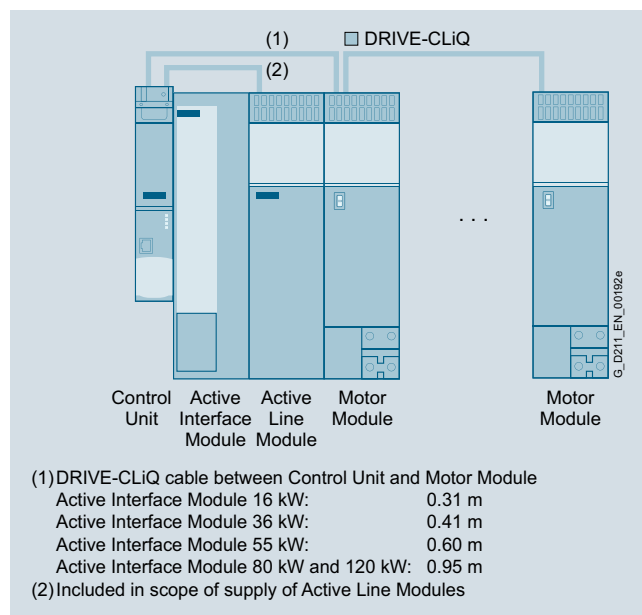 (1)
DRIVE-CLiQ
(2)
. . .
G_D211_EN_00192e
Control Unit
Active Interface Module
Active Line Module
Motor Module
Motor Module
(1) DRIVE-CLiQ cable between Control Unit and Motor Module
Active Interface Module 16 kW: 0.31 m
Active Interface Module 36 kW: 0.41 m
Active Interface Module 55 kW: 0.60 m
Active Interface Module 80 kW and 120 kW: 0.95 m
(2) Included in scope of supply of Active Line Modules